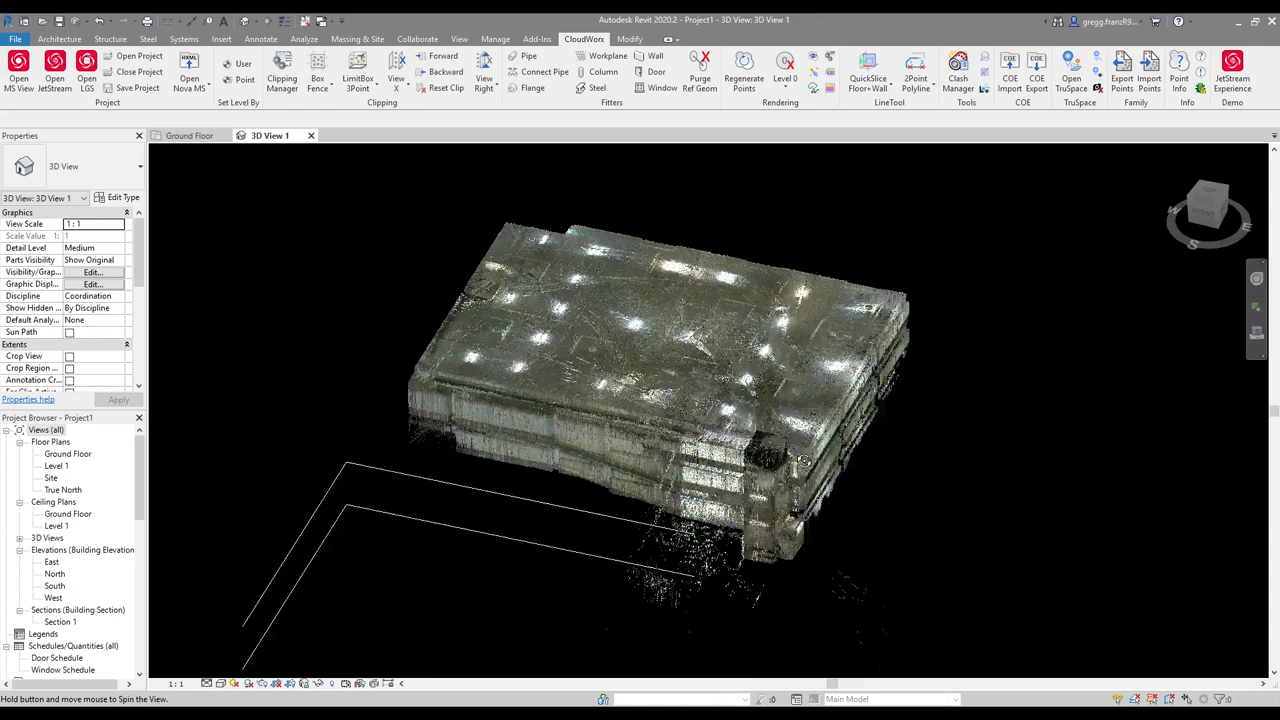 Autodesk Revit 2020.2 - Project1 - 3D View: 3D View 1
gregg.franzR9...
File Architecture Structure Steel Systems Insert Annotate Analyze Massing & Site Collaborate View Manage Add-Ins CloudWorx Modify
Open MS View
Open JetStream
Open LGS
Open Project
Close Project
Save Project
Open Nova MS
Project
User
Point
Set Level By
Clipping Manager
Box Fence
LimitBox 3Point
View X
Forward
Backward
Reset Clip
View Right
Clipping
Pipe
Connect Pipe
Flange
Workplane
Column
Steel
Wall
Door
Window
Purge Ref Geom
Fitters
Regenerate Points
Level 0
Rendering
QuickSlice Floor+Wall
2Point Polyline
LineTool
Clash Manager
Tools
COE Import
COE Export
COE
Open TruSpace
TruSpace
Export Points
Import Points
Family
Point Info
Info
JetStream Experience
Demo
Properties
Ground Floor
3D View 1
3D View
3D View: 3D View 1
Edit Type
Graphics
View Scale 1 : 1
Scale Value 1: 1
Detail Level Medium
Parts Visibility Show Original
Visibility/Grap... Edit...
Graphic Displ... Edit...
Discipline Coordination
Show Hidden ... By Discipline
Default Analy... None
Sun Path
Extents
Crop View
Crop Region ...
Annotation Cr...
Properties help Apply
Project Browser - Project1
Views (all)
Floor Plans
Ground Floor
Level 1
Site
True North
Ceiling Plans
Ground Floor
Level 1
3D Views
Elevations (Building Elevation
East
North
South
West
Sections (Building Section)
Section 1
Legends
Schedules/Quantities (all)
Door Schedule
Window Schedule
TOP
FRONT
W
S
E
1 : 1
Hold button and move mouse to Spin the View.
:0
Main Model
:0